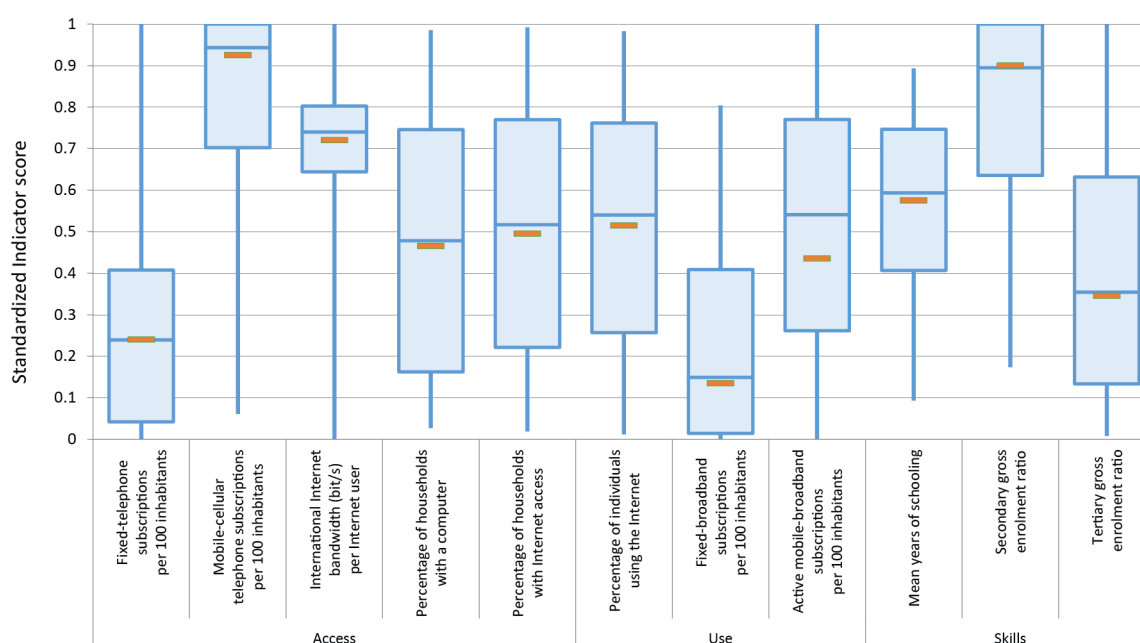 Standardized Indicator score
1
0.9
0.8
0.7
0.6
0.5
0.4
0.3
0.2
0.1
0
Fixed-telephone
subscriptions
per 100 inhabitants
Mobile-cellular
telephone subscriptions
per 100 inhabitants
International Internet
bandwidth (bit/s)
per Internet user
Percentage of households
with a computer
Percentage of households
with Internet access
Percentage of individuals
using the Internet
Fixed-broadband
subscriptions
per 100 inhabitants
Active mobile-broadband
subscriptions
per 100 inhabitants
Mean years of schooling
Secondary gross
enrolment ratio
Tertiary gross
enrolment ratio
Access
Use
Skills